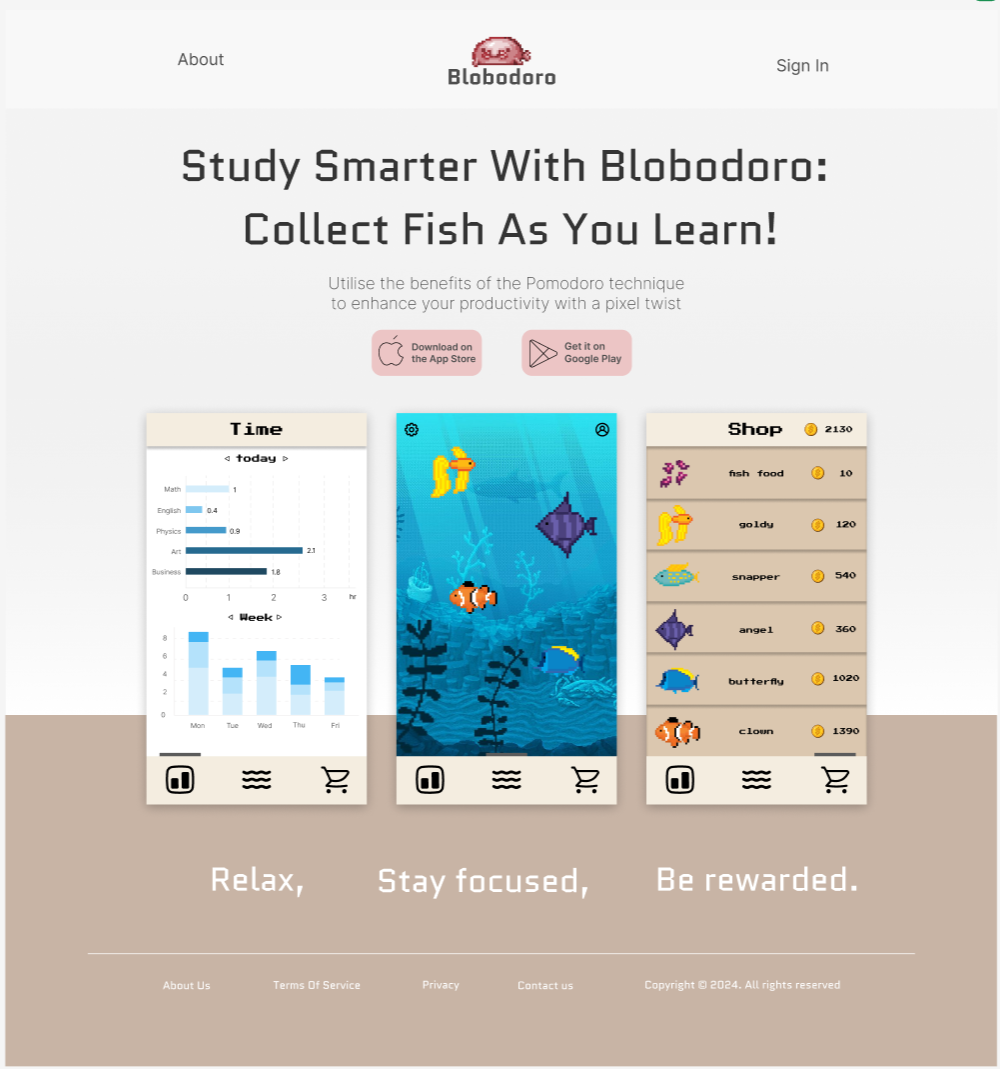 About
Blobodoro
Sign In
Study Smarter With Blobodoro:
Collect Fish As You Learn!
Utilise the benefits of the Pomodoro technique
to enhance your productivity with a pixel twist
Download on
the App Store
Get it on
Google Play
Time
today
Math 1
English 0.4
Physics 0.9
Art 2.1
Business 1.8
0 1 2 3 hr
Week
8
6
4
2
0
Mon Tue Wed Thu Fri
Shop 2130
fish food 10
goldy 120
snapper 540
angel 360
butterfly 1020
clown 1390
Relax,
Stay focused,
Be rewarded.
About Us
Terms Of Service
Privacy
Contact us
Copyright © 2024. All rights reserved